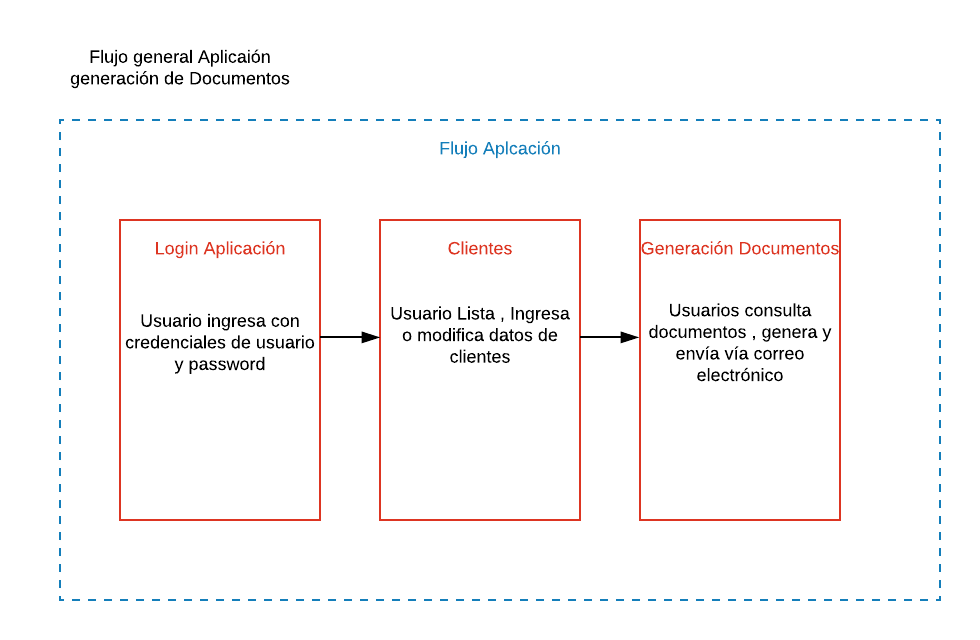 Flujo general Aplicaión
generación de Documentos
Flujo Aplcación
Login Aplicación
Usuario ingresa con
credenciales de usuario
y password
Clientes
Usuario Lista , Ingresa
o modifica datos de
clientes
Generación Documentos
Usuarios consulta
documentos , genera y
envía vía correo
electrónico